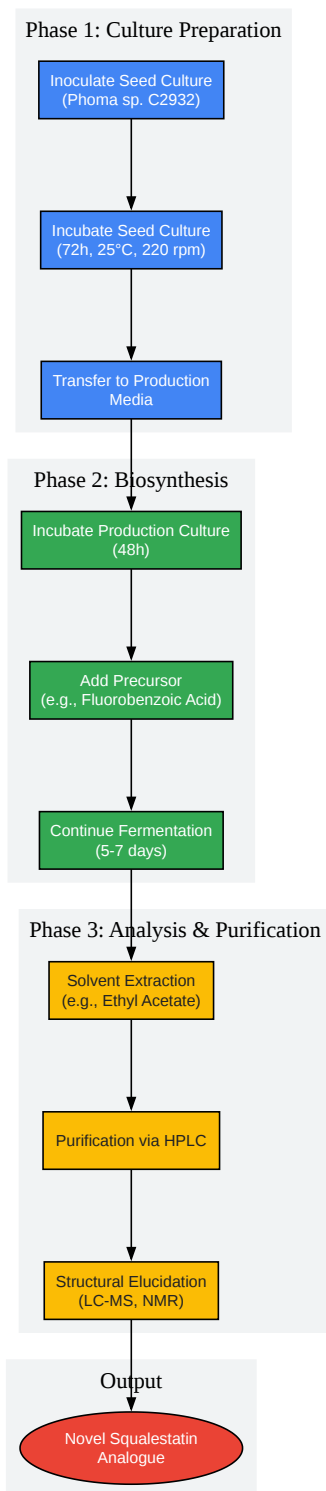 Phase 1: Culture Preparation
Inoculate Seed Culture
(Phoma sp. C2932)
Incubate Seed Culture
(72h, 25°C, 220 rpm)
Transfer to Production
Media
Phase 2: Biosynthesis
Incubate Production Culture
(48h)
Add Precursor
(e.g., Fluorobenzoic Acid)
Continue Fermentation
(5-7 days)
Phase 3: Analysis & Purification
Solvent Extraction
(e.g., Ethyl Acetate)
Purification via HPLC
Structural Elucidation
(LC-MS, NMR)
Output
Novel Squalestatin
Analogue